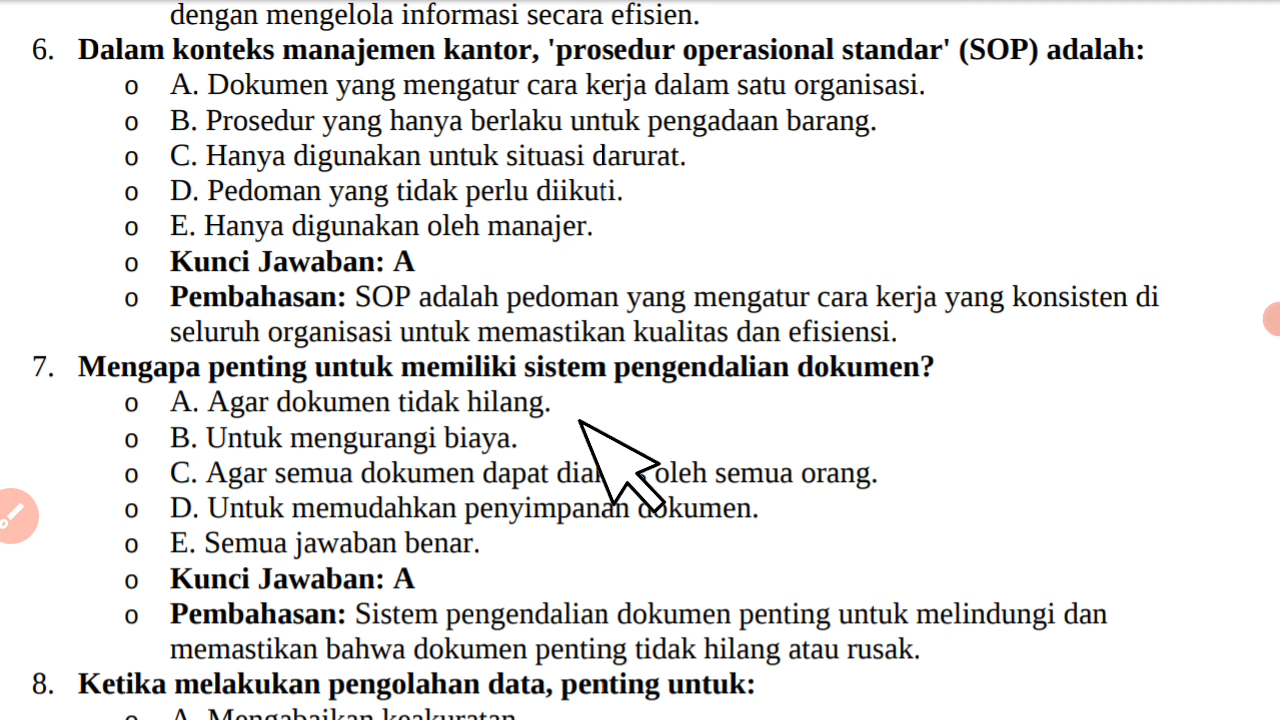 dengan mengelola informasi secara efisien.
6. Dalam konteks manajemen kantor, 'prosedur operasional standar' (SOP) adalah:
o A. Dokumen yang mengatur cara kerja dalam satu organisasi.
o B. Prosedur yang hanya berlaku untuk pengadaan barang.
o C. Hanya digunakan untuk situasi darurat.
o D. Pedoman yang tidak perlu diikuti.
o E. Hanya digunakan oleh manajer.
o Kunci Jawaban: A
o Pembahasan: SOP adalah pedoman yang mengatur cara kerja yang konsisten di
seluruh organisasi untuk memastikan kualitas dan efisiensi.
7. Mengapa penting untuk memiliki sistem pengendalian dokumen?
o A. Agar dokumen tidak hilang.
o B. Untuk mengurangi biaya.
o C. Agar semua dokumen dapat oleh semua orang.
o D. Untuk memudahkan penyimpanan dokumen.
o E. Semua jawaban benar.
o Kunci Jawaban: A
o Pembahasan: Sistem pengendalian dokumen penting untuk melindungi dan
memastikan bahwa dokumen penting tidak hilang atau rusak.
8. Ketika melakukan pengolahan data, penting untuk:
o A. Mengabaikan keakuratan